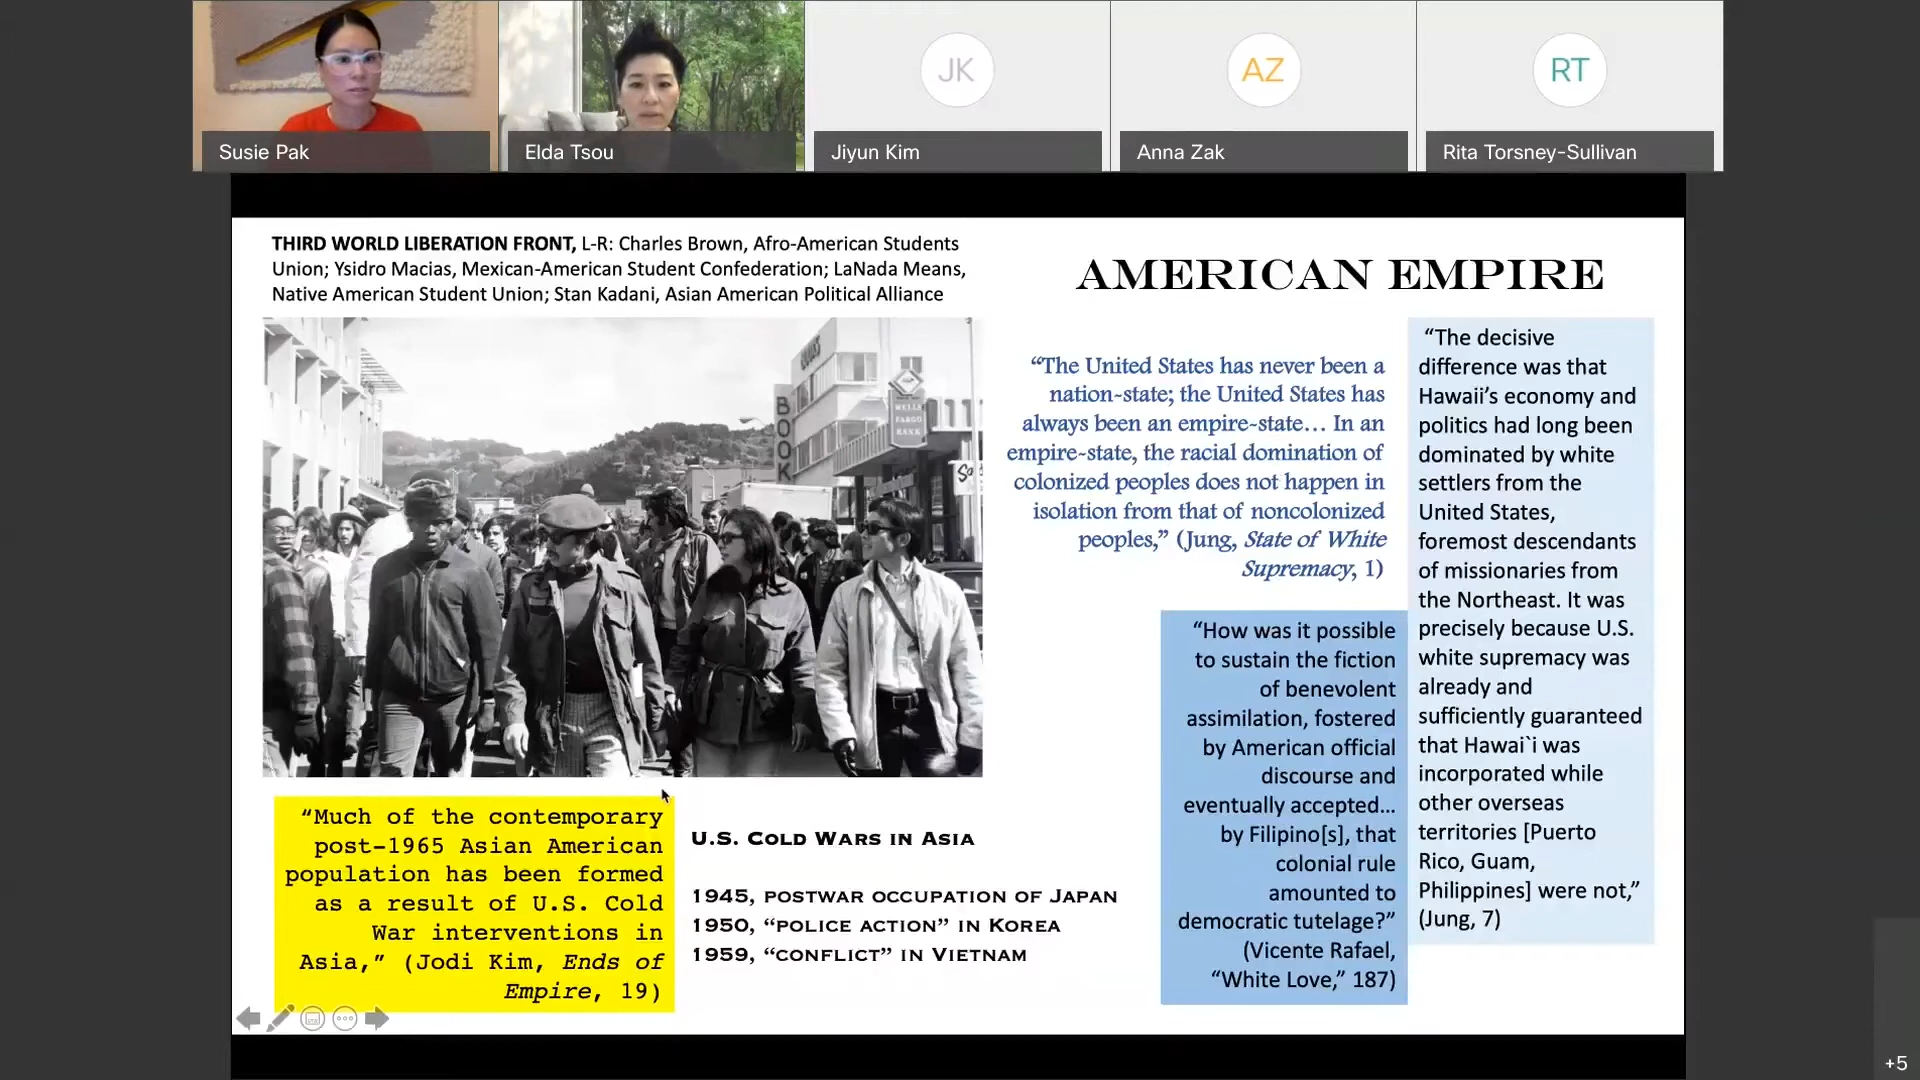 JK
AZ
RT
Susie Pak
Elda Tsou
Jiyun Kim
Anna Zak
Rita Torsney-Sullivan
THIRD WORLD LIBERATION FRONT, L-R: Charles Brown, Afro-American Students
Union; Ysidro Macias, Mexican-American Student Confederation; LaNada Means,
Native American Student Union; Stan Kadani, Asian American Political Alliance
AMERICAN EMPIRE
BOOK
WELLS
FARGO
BANK
“The United States has never been a
nation-state; the United States has
always been an empire-state... In an
empire-state, the racial domination of
colonized peoples does not happen in
isolation from that of noncolonized
peoples,” (Jung, State of White
Supremacy, 1)
“The decisive
difference was that
Hawaii’s economy and
politics had long been
dominated by white
settlers from the
United States,
foremost descendants
of missionaries from
the Northeast. It was
precisely because U.S.
white supremacy was
already and
sufficiently guaranteed
that Hawai`i was
incorporated while
other overseas
territories [Puerto
Rico, Guam,
Philippines] were not,”
(Jung, 7)
“How was it possible
to sustain the fiction
of benevolent
assimilation, fostered
by American official
discourse and
eventually accepted...
by Filipino[s], that
colonial rule
amounted to
democratic tutelage?”
(Vicente Rafael,
“White Love,” 187)
“Much of the contemporary
post-1965 Asian American
population has been formed
as a result of U.S. Cold
War interventions in
Asia,” (Jodi Kim, Ends of
Empire, 19)
U.S. COLD WARS IN ASIA
1945, POSTWAR OCCUPATION OF JAPAN
1950, “POLICE ACTION” IN KOREA
1959, “CONFLICT” IN VIETNAM
+5